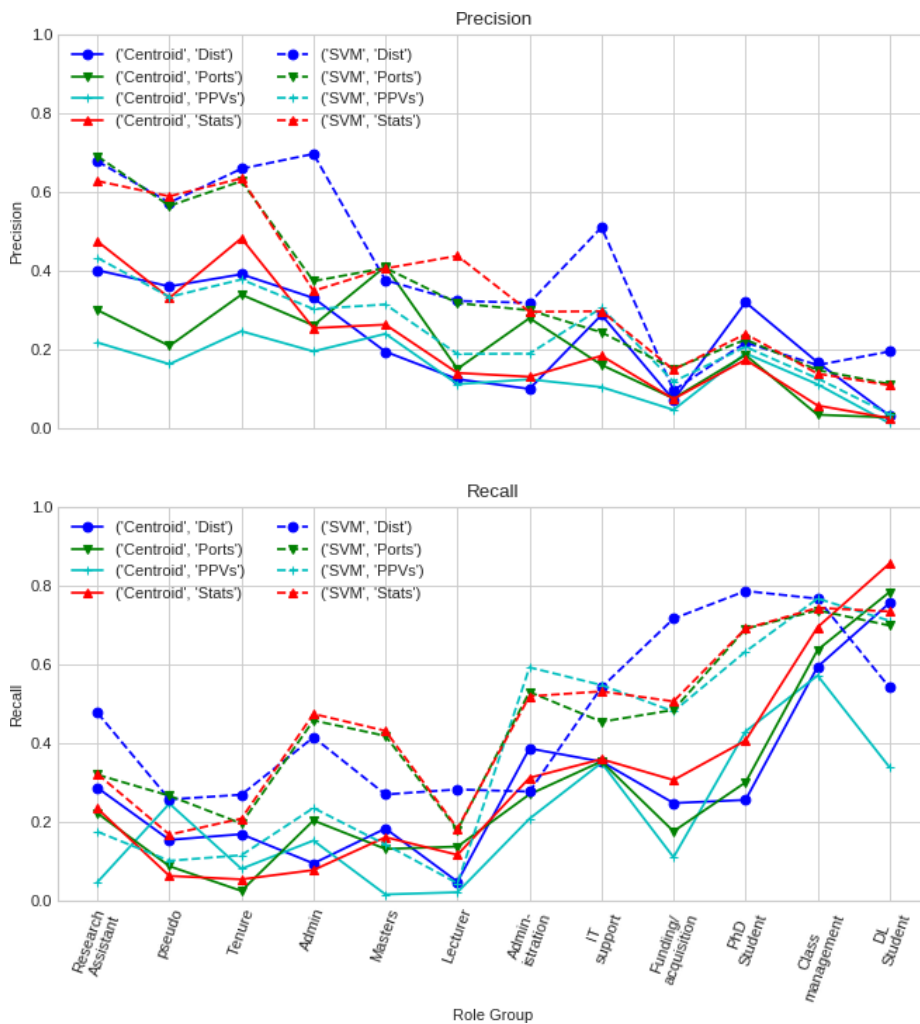 Precision
1.0
0.8
0.6
0.4
0.2
0.0
Precision
('Centroid', 'Dist')
('Centroid', 'Ports')
('Centroid', 'PPVs')
('Centroid', 'Stats')
('SVM', 'Dist')
('SVM', 'Ports')
('SVM', 'PPVs')
('SVM', 'Stats')
Recall
1.0
0.8
0.6
0.4
0.2
0.0
Recall
('Centroid', 'Dist')
('Centroid', 'Ports')
('Centroid', 'PPVs')
('Centroid', 'Stats')
('SVM', 'Dist')
('SVM', 'Ports')
('SVM', 'PPVs')
('SVM', 'Stats')
Research
Assistant
pseudo
Tenure
Admin
Masters
Lecturer
Admin-
istration
IT
support
Funding/
acquisition
PhD
Student
Class
management
DL
Student
Role Group